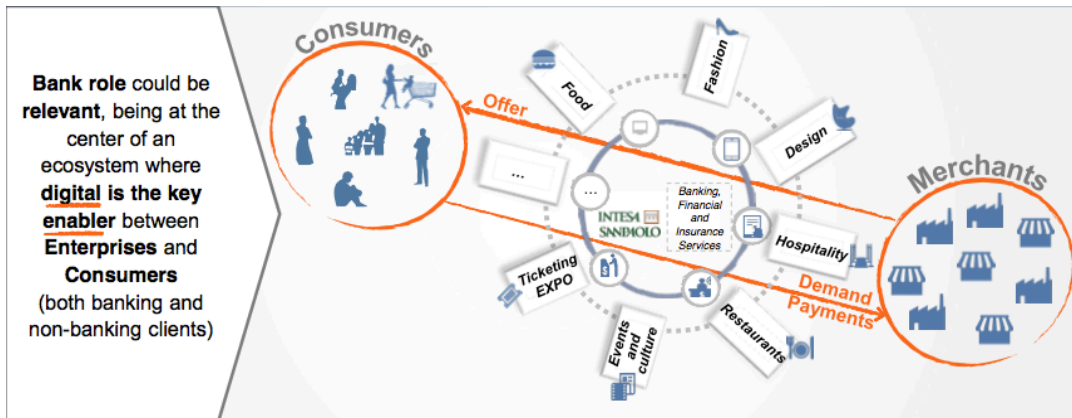 Bank role could be
relevant, being at the
center of an
ecosystem where
digital is the key
enabler between
Enterprises and
Consumers
(both banking and
non-banking clients)
Consumers
Offer
Food
Fashion
Design
Hospitality
Restaurants
Events
and
culture
Ticketing
EXPO
...
...
INTESA
SANPAOLO
Banking,
Financial
and
Insurance
Services
Demand
Payments
Merchants